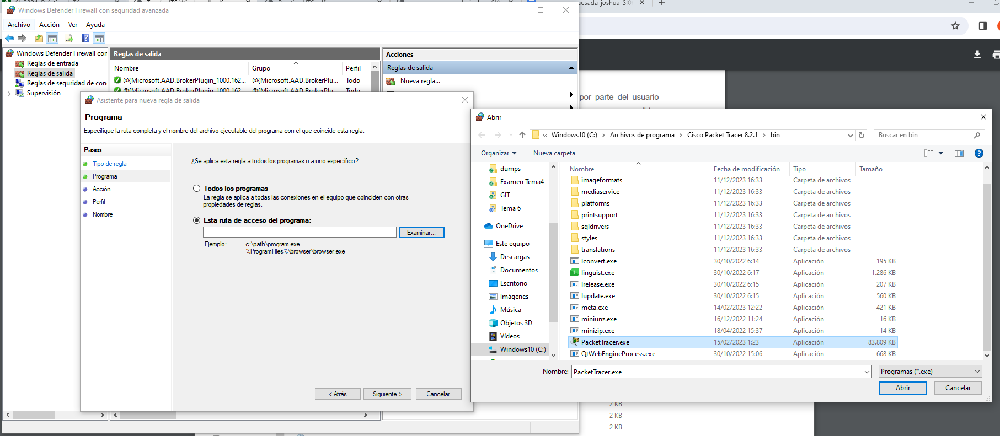 Windows Defender Firewall con seguridad avanzada
Archivo Acción Ver Ayuda
Windows Defender Firewall con
Reglas de entrada
Reglas de salida
Reglas de seguridad de con
Supervisión
Reglas de salida
Nombre Grupo Perfil
@{Microsoft.AAD.BrokerPlugin_1000.162... @{Microsoft.AAD.BrokerPlu... Todo
@{Microsoft.AAD.BrokerPlugin_1000.162... @{Microsoft.AAD.BrokerPlu... Todo
Acciones
Reglas de salida
Nueva regla...
por parte del usuario
Asistente para nueva regla de salida
Programa
Especifique la ruta completa y el nombre del archivo ejecutable del programa con el que coincide esta regla.
Pasos:
Tipo de regla
Programa
Acción
Perfil
Nombre
¿Se aplica esta regla a todos los programas o a uno específico?
Todos los programas
La regla se aplica a todas las conexiones en el equipo que coinciden con otras
propiedades de reglas.
Esta ruta de acceso del programa:
Examinar...
Ejemplo: c:\path\program.exe
%ProgramFiles%\browser\browser.exe
< Atrás Siguiente > Cancelar
Abrir
« Windows10 (C:) > Archivos de programa > Cisco Packet Tracer 8.2.1 > bin
Buscar en bin
Organizar Nueva carpeta
dumps
Examen Tema4
GIT
Tema 6
OneDrive
Este equipo
Descargas
Documentos
Escritorio
Imágenes
Música
Objetos 3D
Vídeos
Windows10 (C:)
Nombre Fecha de modificación Tipo Tamaño
imageformats 11/12/2023 16:33 Carpeta de archivos
mediaservice 11/12/2023 16:33 Carpeta de archivos
platforms 11/12/2023 16:33 Carpeta de archivos
printsupport 11/12/2023 16:33 Carpeta de archivos
sqldrivers 11/12/2023 16:33 Carpeta de archivos
styles 11/12/2023 16:33 Carpeta de archivos
translations 11/12/2023 16:33 Carpeta de archivos
lconvert.exe 30/10/2022 6:14 Aplicación 195 KB
linguist.exe 30/10/2022 6:17 Aplicación 1.286 KB
lrelease.exe 30/10/2022 6:15 Aplicación 207 KB
lupdate.exe 30/10/2022 6:15 Aplicación 560 KB
meta.exe 14/02/2023 12:22 Aplicación 421 KB
miniunz.exe 16/12/2022 11:24 Aplicación 16 KB
minizip.exe 18/04/2022 15:37 Aplicación 14 KB
PacketTracer.exe 15/02/2023 1:23 Aplicación 83.809 KB
QtWebEngineProcess.exe 30/10/2022 15:06 Aplicación 668 KB
Nombre: PacketTracer.exe Programas (*.exe)
Abrir Cancelar
2 KB
2 KB
2 KB